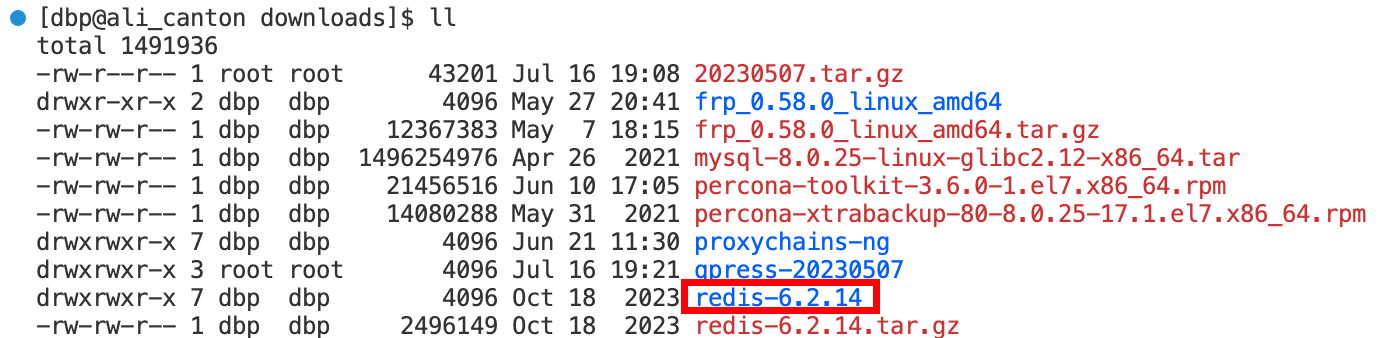 [dbp@ali_canton downloads]$ ll
total 1491936
-rw-r--r-- 1 root root      43201 Jul 16 19:08 20230507.tar.gz
drwxr-xr-x 2 dbp  dbp        4096 May 27 20:41 frp_0.58.0_linux_amd64
-rw-rw-r-- 1 dbp  dbp    12367383 May  7 18:15 frp_0.58.0_linux_amd64.tar.gz
-rw-rw-r-- 1 dbp  dbp  1496254976 Apr 26  2021 mysql-8.0.25-linux-glibc2.12-x86_64.tar
-rw-rw-r-- 1 dbp  dbp    21456516 Jun 10 17:05 percona-toolkit-3.6.0-1.el7.x86_64.rpm
-rw-rw-r-- 1 dbp  dbp    14080288 May 31  2021 percona-xtrabackup-80-8.0.25-17.1.el7.x86_64.rpm
drwxrwxr-x 7 dbp  dbp        4096 Jun 21 11:30 proxychains-ng
drwxrwxr-x 3 root root       4096 Jul 16 19:21 qpress-20230507
drwxrwxr-x 7 dbp  dbp        4096 Oct 18  2023 redis-6.2.14
-rw-rw-r-- 1 dbp  dbp     2496149 Oct 18  2023 redis-6.2.14.tar.gz